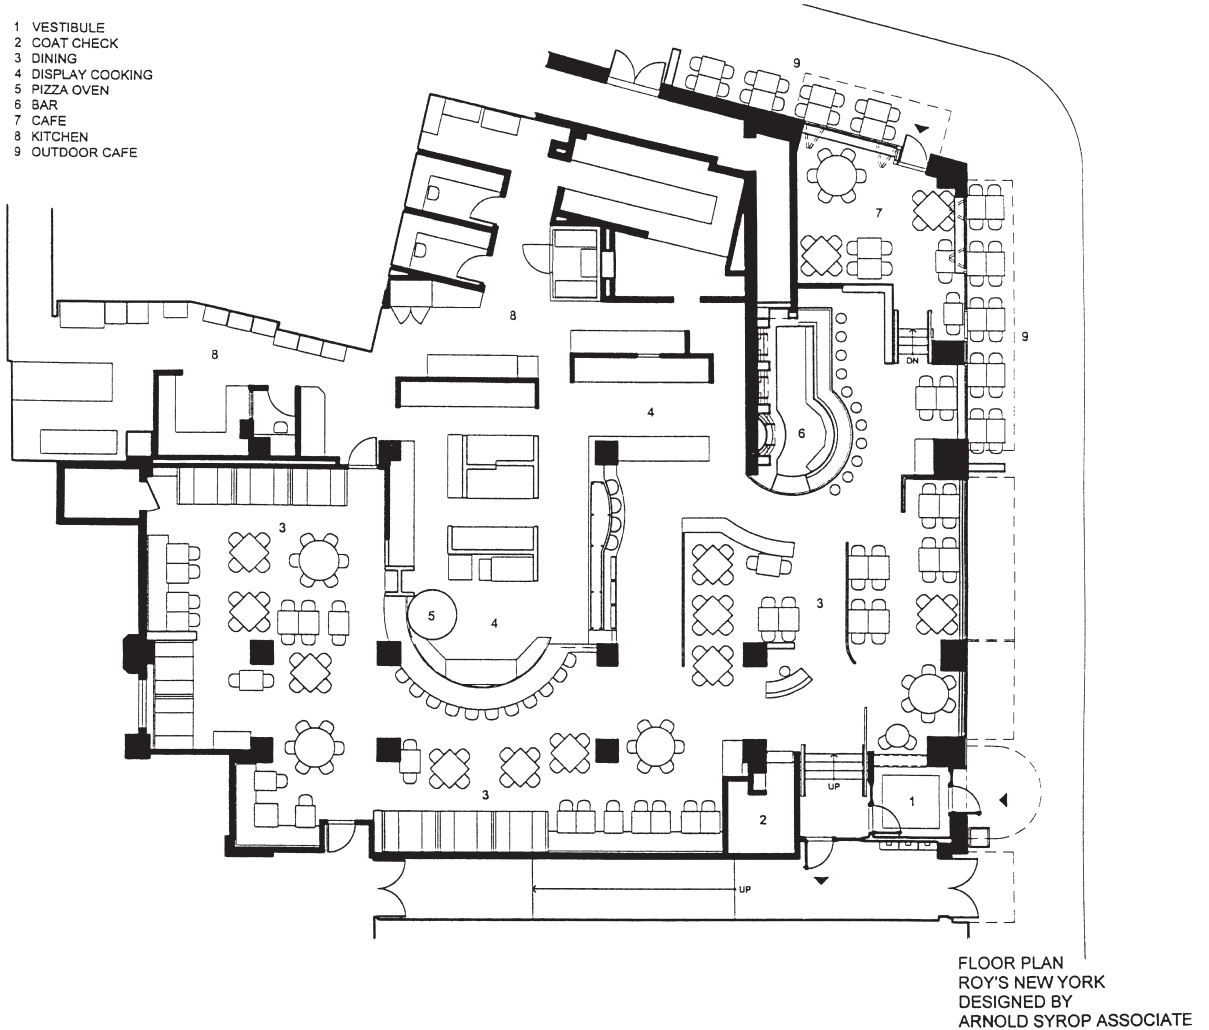 1 VESTIBULE
2 COAT CHECK
3 DINING
4 DISPLAY COOKING
5 PIZZA OVEN
6 BAR
7 CAFE
8 KITCHEN
9 OUTDOOR CAFE
9
7
8
9
8
DN
4
6
3
5
4
3
3
UP
1
2
UP
FLOOR PLAN
ROY'S NEW YORK
DESIGNED BY
ARNOLD SYROP ASSOCIATE